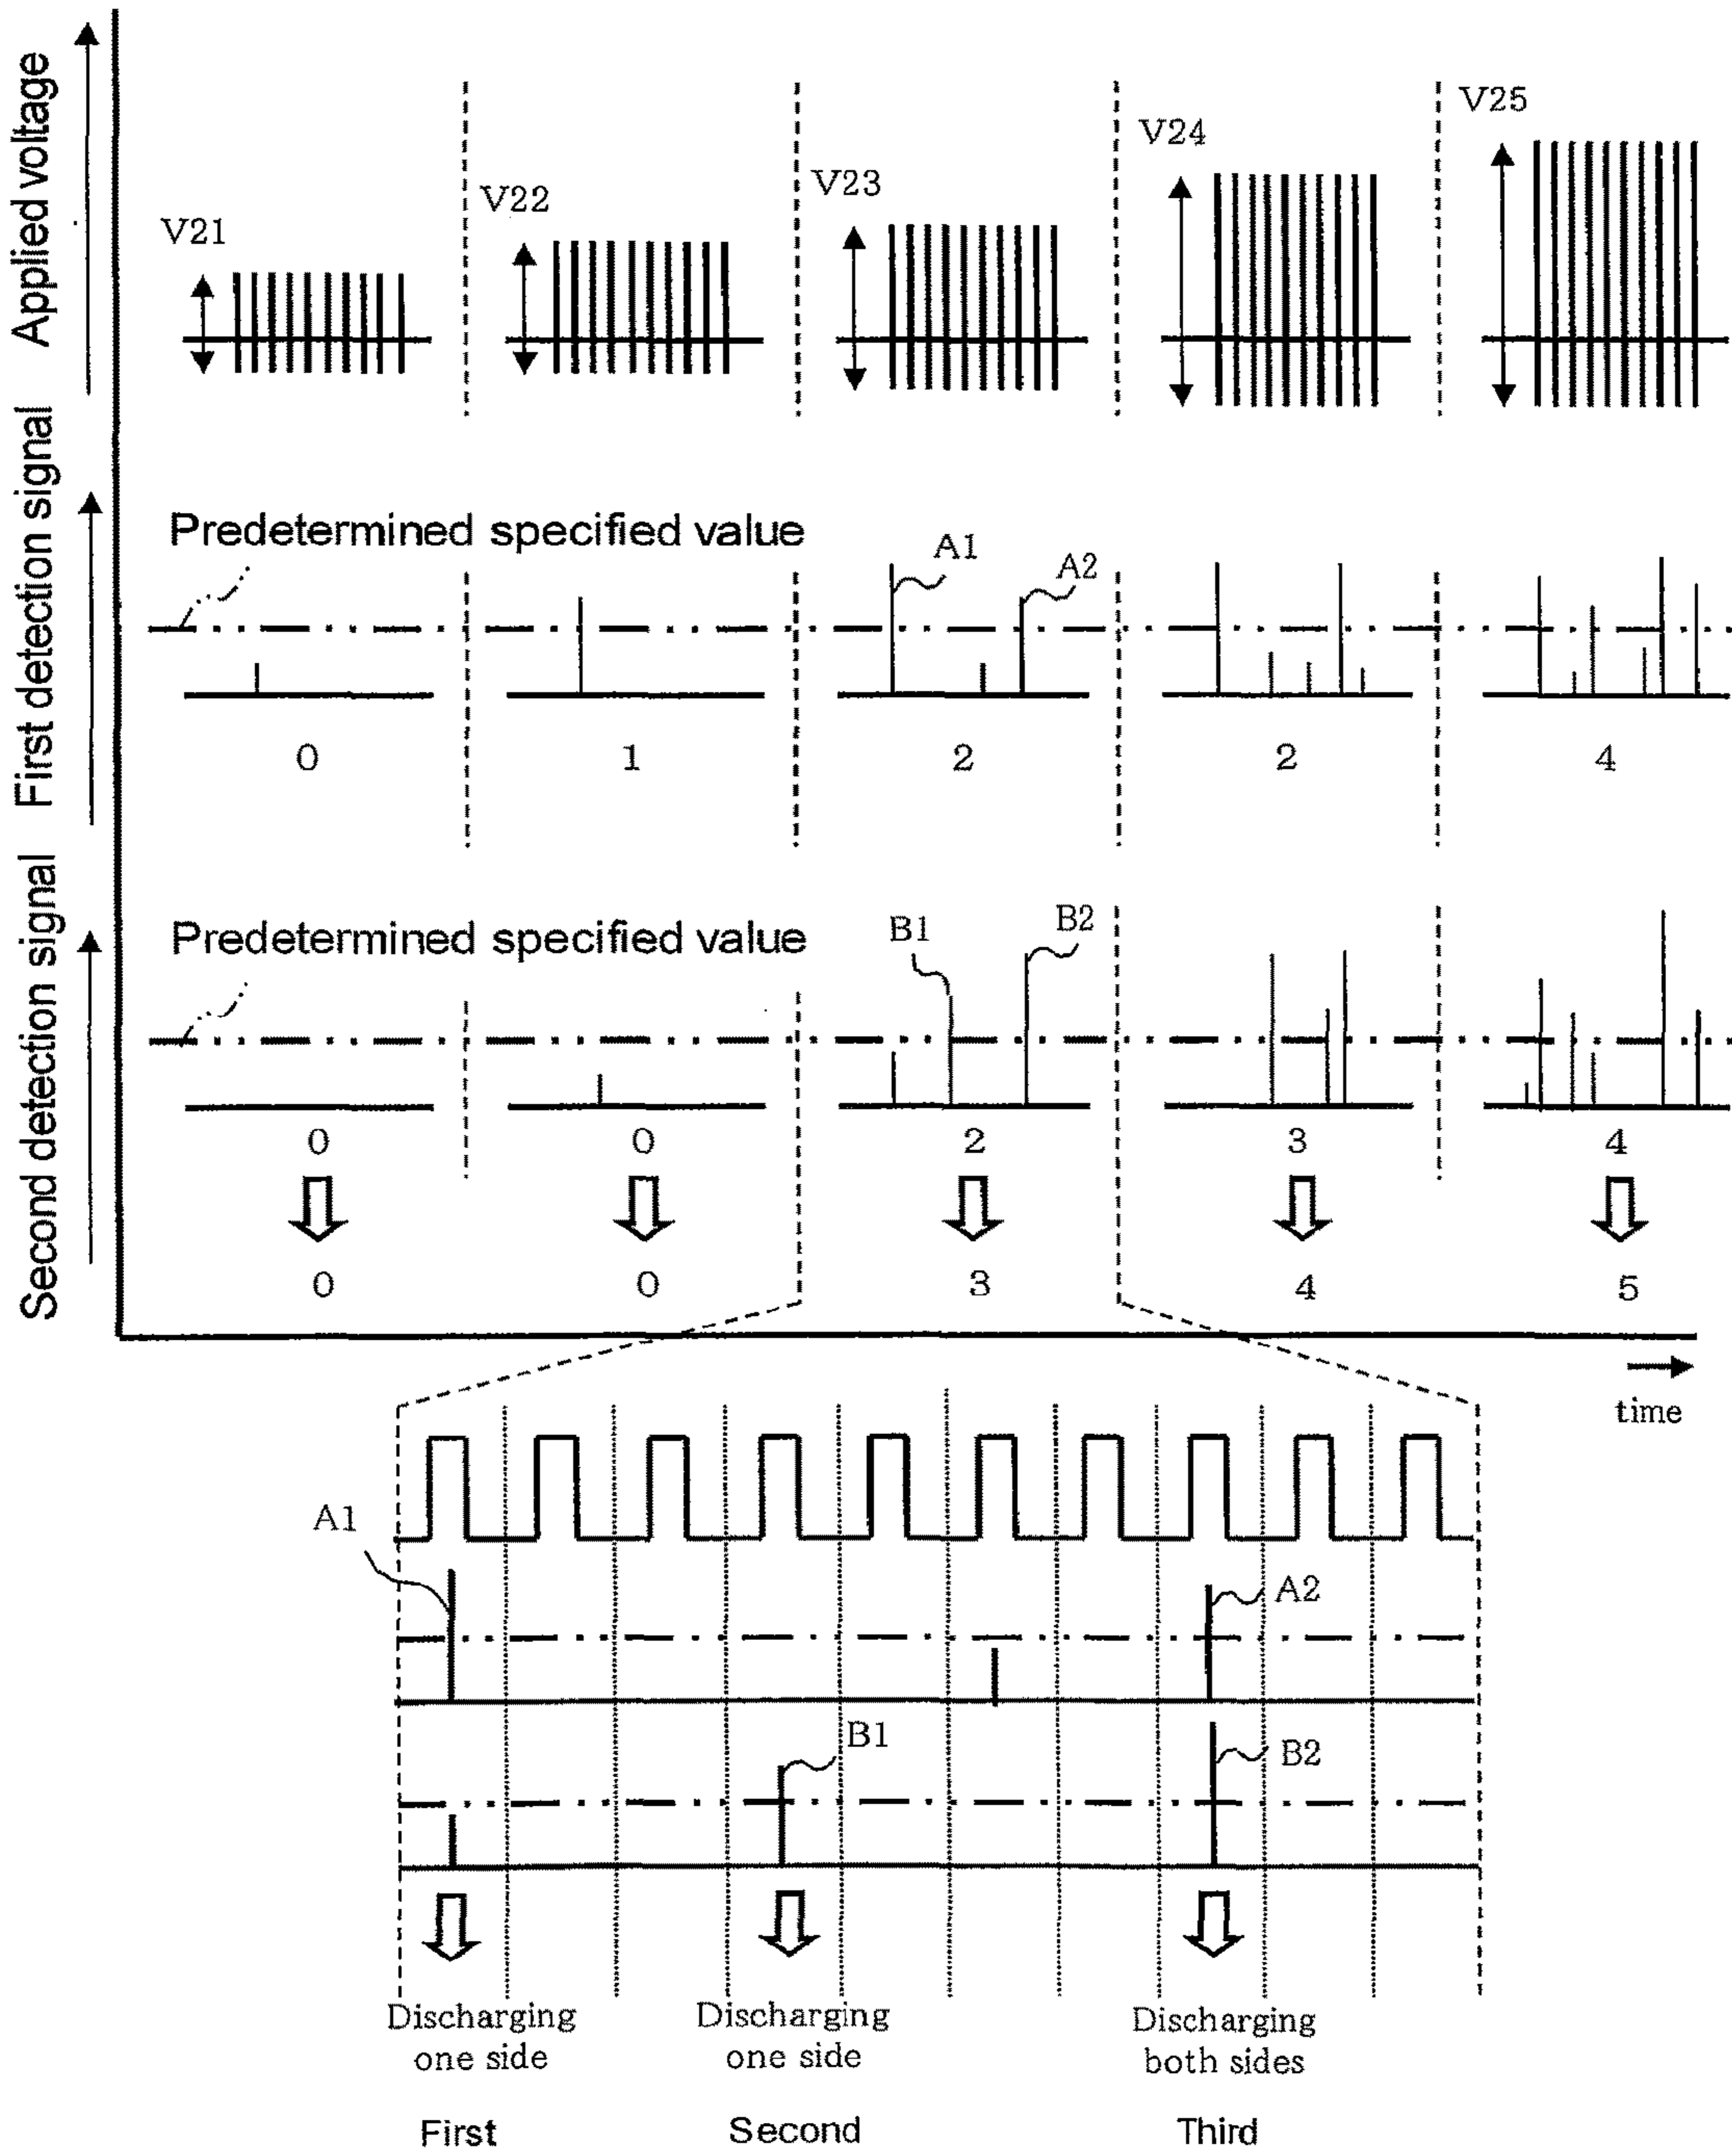 Applied voltage
V21
V22
V23
V24
V25
First detection signal
Predetermined specified value
A1
A2
0
1
2
2
4
Second detection signal
Predetermined specified value
B1
B2
0
0
2
3
4
0
0
3
4
5
time
A1
A2
B1
B2
Discharging
one side
Discharging
one side
Discharging
both sides
First
Second
Third